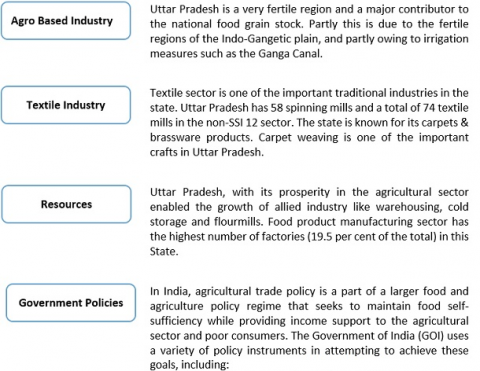 Agro Based Industry
Uttar Pradesh is a very fertile region and a major contributor to
the national food grain stock. Partly this is due to the fertile
regions of the Indo-Gangetic plain, and partly owing to irrigation
measures such as the Ganga Canal.
Textile Industry
Textile sector is one of the important traditional industries in the
state. Uttar Pradesh has 58 spinning mills and a total of 74 textile
mills in the non-SSI 12 sector. The state is known for its carpets &
brassware products. Carpet weaving is one of the important
crafts in Uttar Pradesh.
Resources
Uttar Pradesh, with its prosperity in the agricultural sector
enabled the growth of allied industry like warehousing, cold
storage and flourmills. Food product manufacturing sector has
the highest number of factories (19.5 per cent of the total) in this
State.
Government Policies
In India, agricultural trade policy is a part of a larger food and
agriculture policy regime that seeks to maintain food self-
sufficiency while providing income support to the agricultural
sector and poor consumers. The Government of India (GOI) uses
a variety of policy instruments in attempting to achieve these
goals, including: